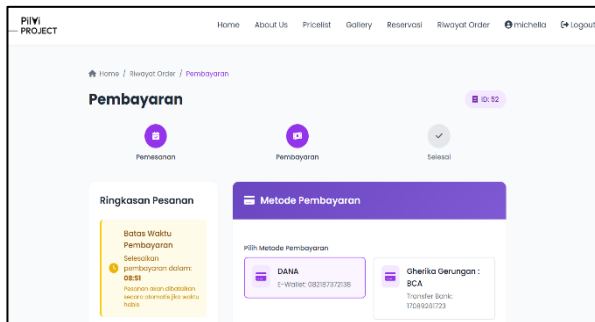 PilVi
PROJECT
Home About Us Pricelist Gallery Reservasi Riwayat Order michella Logout
Home / Riwayat Order / Pembayaran
Pembayaran
ID: 52
Pemesanan Pembayaran Selesai
Ringkasan Pesanan
Batas Waktu
Pembayaran
Selesaikan
pembayaran dalam:
08:51
Pesanan akan dibatalkan
secara otomatis jika waktu
habis
Metode Pembayaran
Pilih Metode Pembayaran
DANA
E-Wallet: 082187372138
Gherika Gerungan :
BCA
Transfer Bank:
17089261723